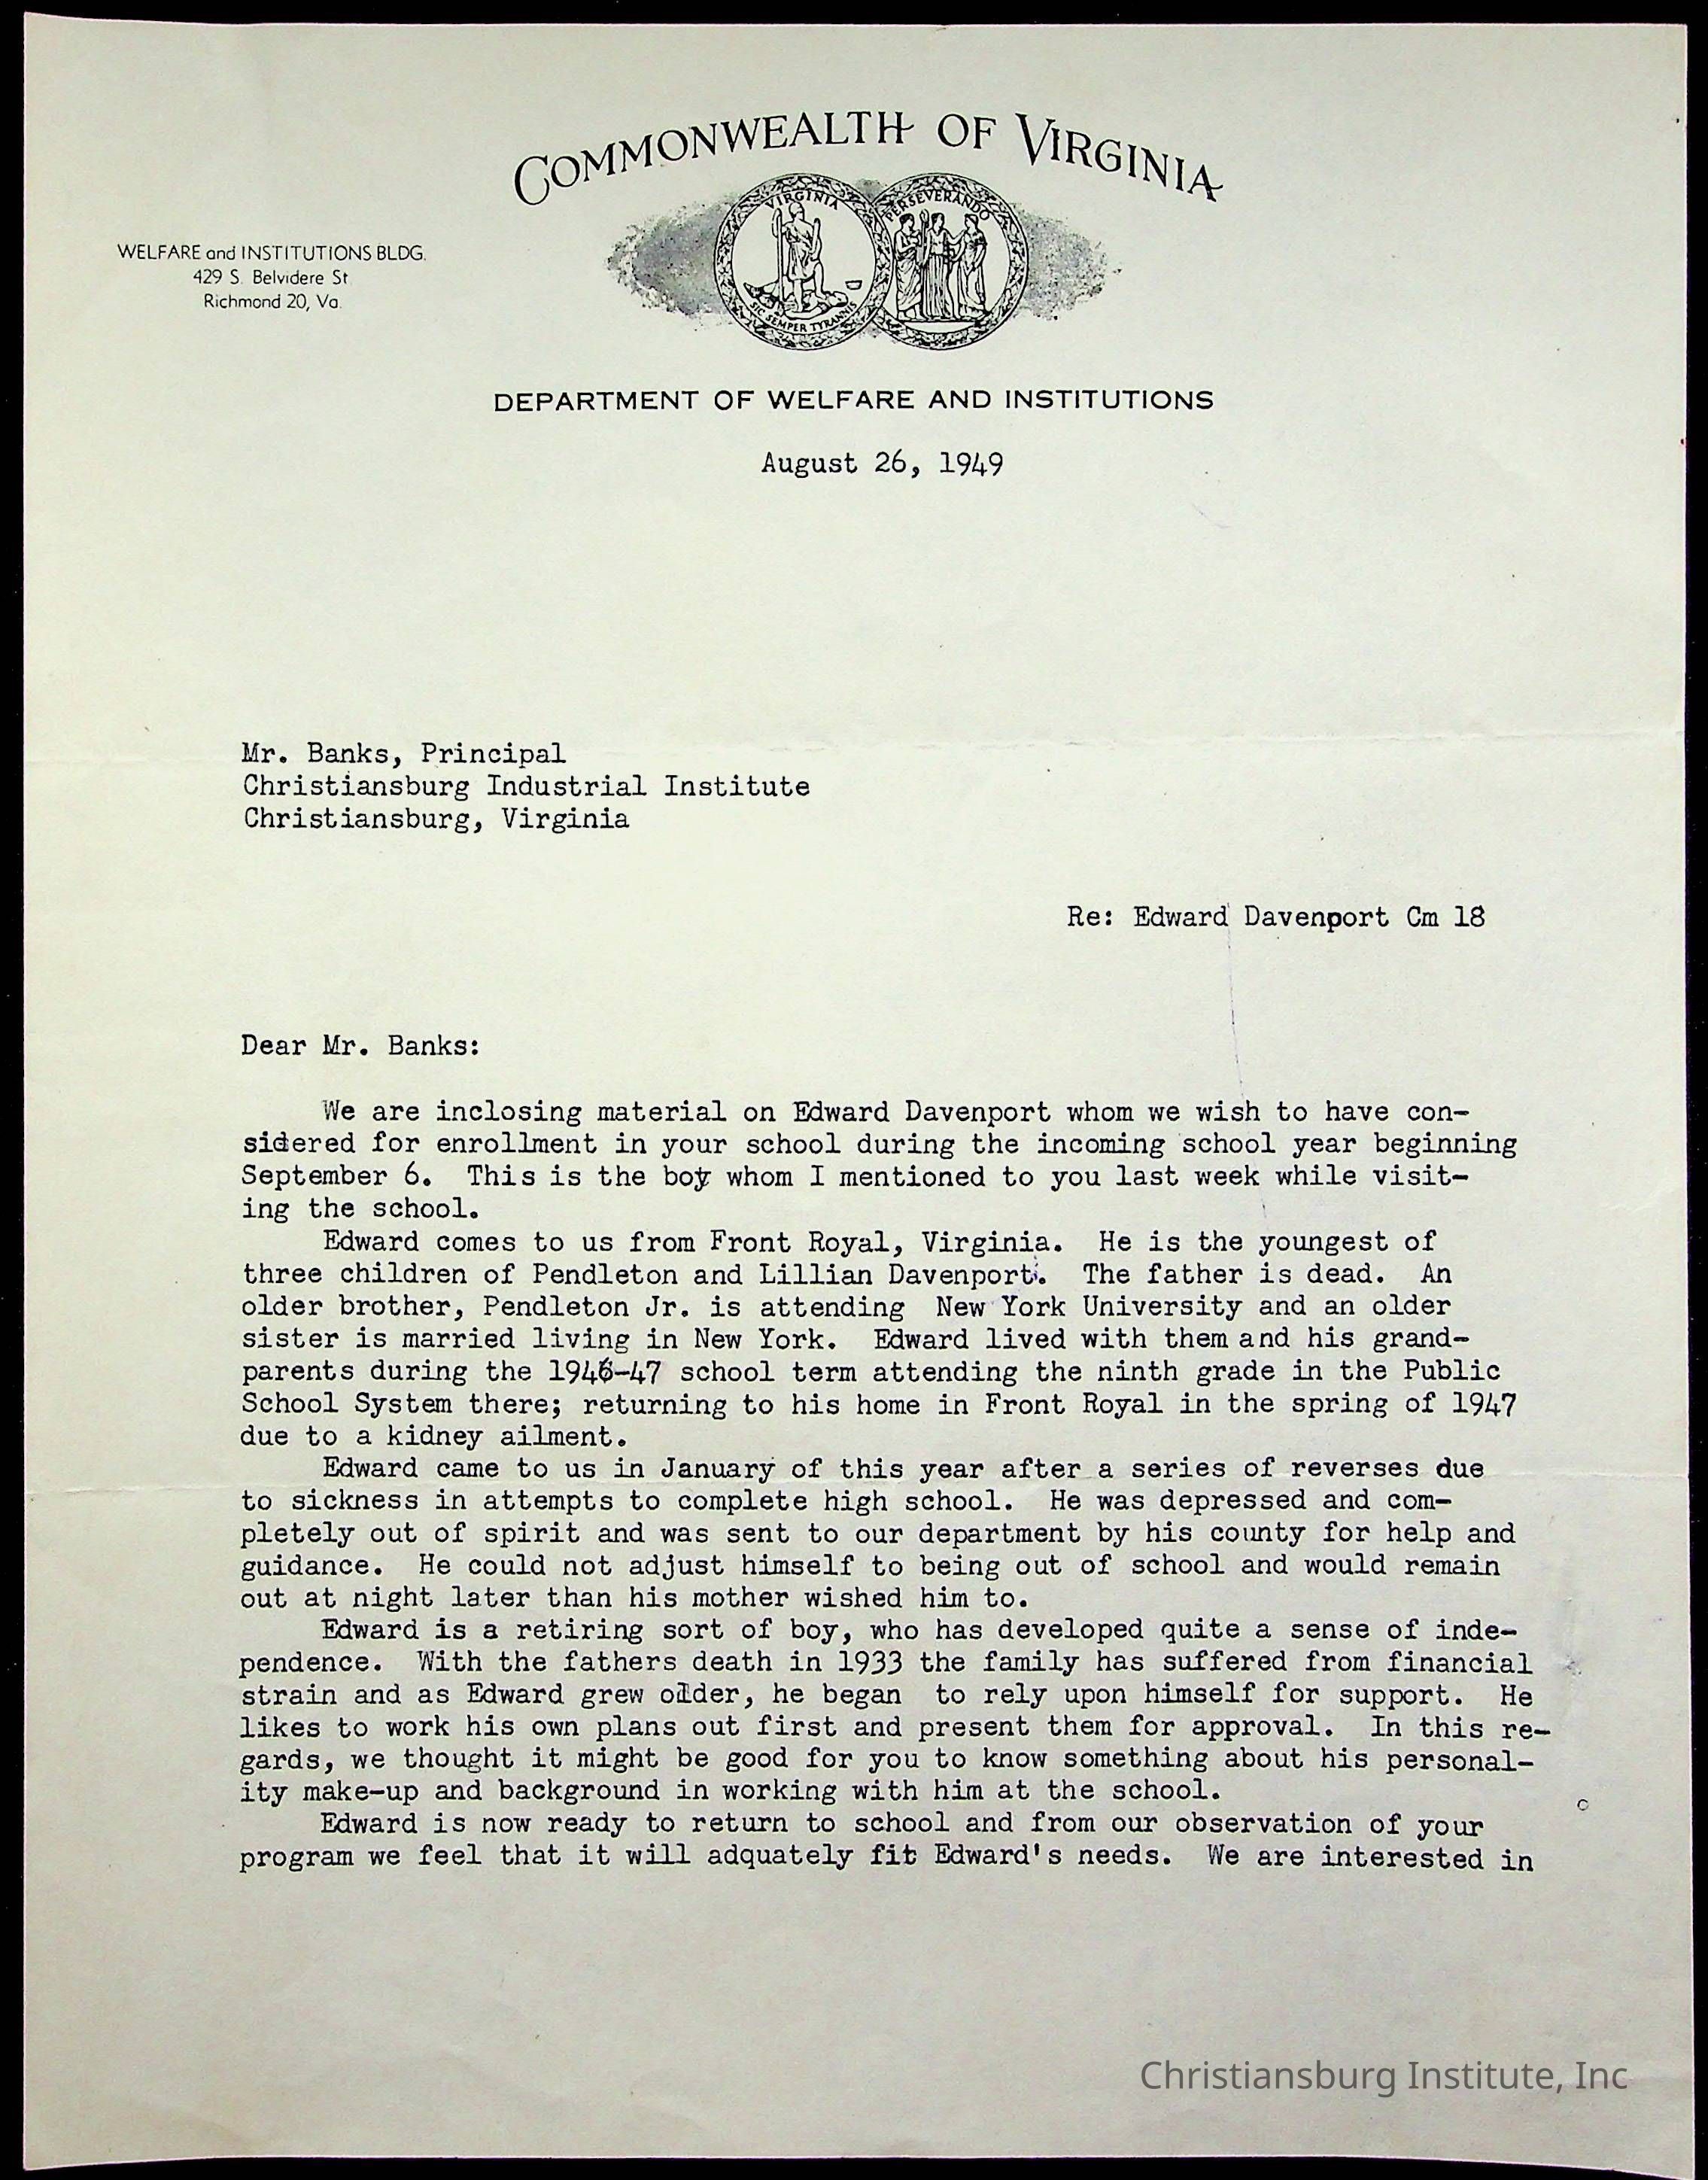 COMMONWEALTH OF VIRGINIA
VIRGINIA
PERSEVERANDO
SIC SEMPER TYRANNIS
WELFARE and INSTITUTIONS BLDG.
429 S. Belvidere St.
Richmond 20, Va.
DEPARTMENT OF WELFARE AND INSTITUTIONS
August 26, 1949
Mr. Banks, Principal
Christiansburg Industrial Institute
Christiansburg, Virginia
Re: Edward Davenport Cm 18
Dear Mr. Banks:
We are inclosing material on Edward Davenport whom we wish to have con-
sidered for enrollment in your school during the incoming school year beginning
September 6. This is the boy whom I mentioned to you last week while visit-
ing the school.
Edward comes to us from Front Royal, Virginia. He is the youngest of
three children of Pendleton and Lillian Davenport. The father is dead. An
older brother, Pendleton Jr. is attending New York University and an older
sister is married living in New York. Edward lived with them and his grand-
parents during the 1946-47 school term attending the ninth grade in the Public
School System there; returning to his home in Front Royal in the spring of 1947
due to a kidney ailment.
Edward came to us in January of this year after a series of reverses due
to sickness in attempts to complete high school. He was depressed and com-
pletely out of spirit and was sent to our department by his county for help and
guidance. He could not adjust himself to being out of school and would remain
out at night later than his mother wished him to.
Edward is a retiring sort of boy, who has developed quite a sense of inde-
pendence. With the fathers death in 1933 the family has suffered from financial
strain and as Edward grew older, he began to rely upon himself for support. He
likes to work his own plans out first and present them for approval. In this re-
gards, we thought it might be good for you to know something about his personal-
ity make-up and background in working with him at the school.
Edward is now ready to return to school and from our observation of your
program we feel that it will adquately fit Edward's needs. We are interested in
Christiansburg Institute, Inc